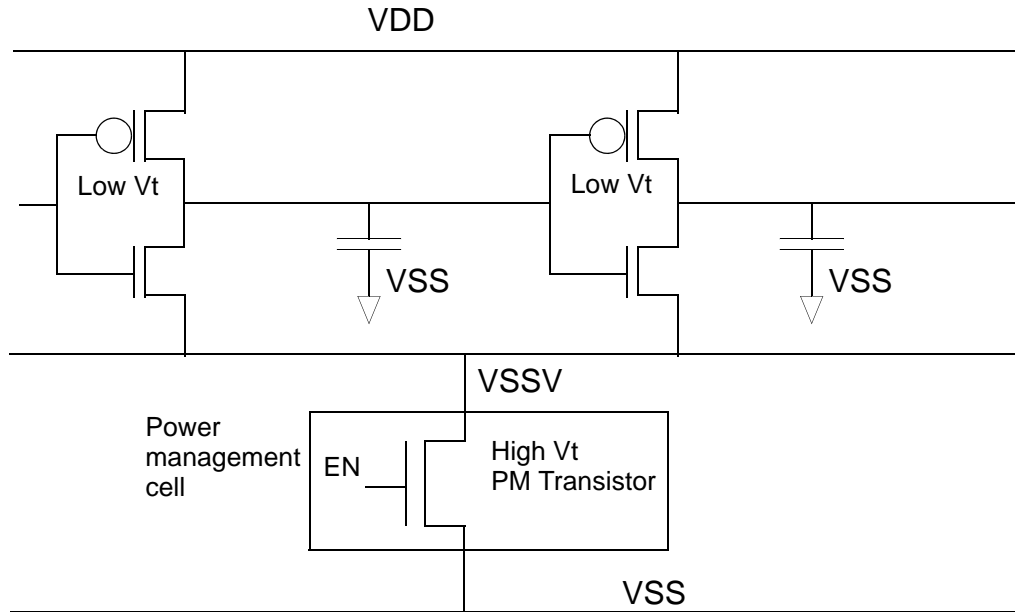 VDD
Low Vt
Low Vt
VSS
VSS
VSSV
Power
management
cell
EN
High Vt
PM Transistor
VSS